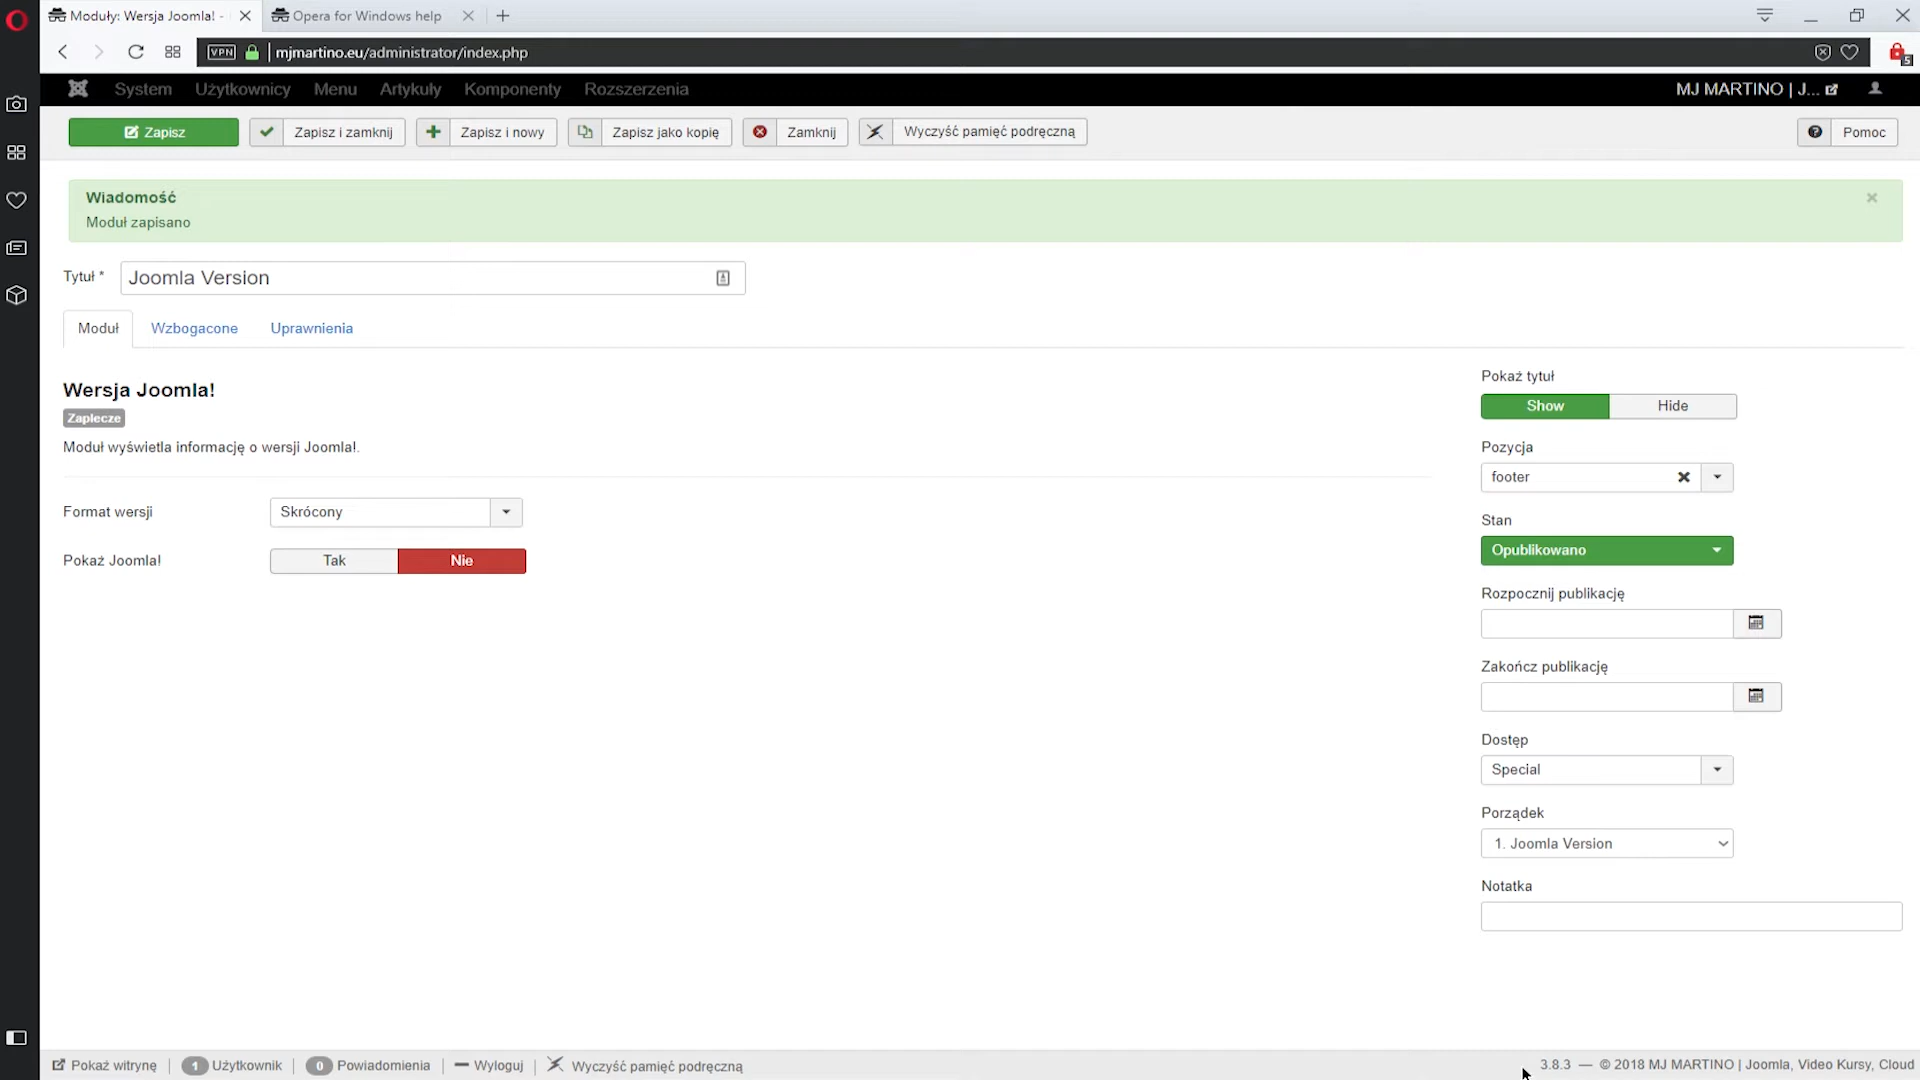 Moduły: Wersja Joomla! -
Opera for Windows help
VPN
mjmartino.eu/administrator/index.php
5
System
Użytkownicy
Menu
Artykuły
Komponenty
Rozszerzenia
MJ MARTINO | J...
Zapisz
Zapisz i zamknij
Zapisz i nowy
Zapisz jako kopię
Zamknij
Wyczyść pamięć podręczną
Pomoc
Wiadomość
Moduł zapisano
Tytuł *
Joomla Version
Moduł
Wzbogacone
Uprawnienia
Wersja Joomla!
Zaplecze
Moduł wyświetla informację o wersji Joomla!.
Format wersji
Skrócony
Pokaż Joomla!
Tak
Nie
Pokaż tytuł
Show
Hide
Pozycja
footer
Stan
Opublikowano
Rozpocznij publikację
Zakończ publikację
Dostęp
Special
Porządek
1. Joomla Version
Notatka
Pokaż witrynę
1 Użytkownik
0 Powiadomienia
Wyloguj
Wyczyść pamięć podręczną
3.8.3 — © 2018 MJ MARTINO | Joomla, Video Kursy, Cloud